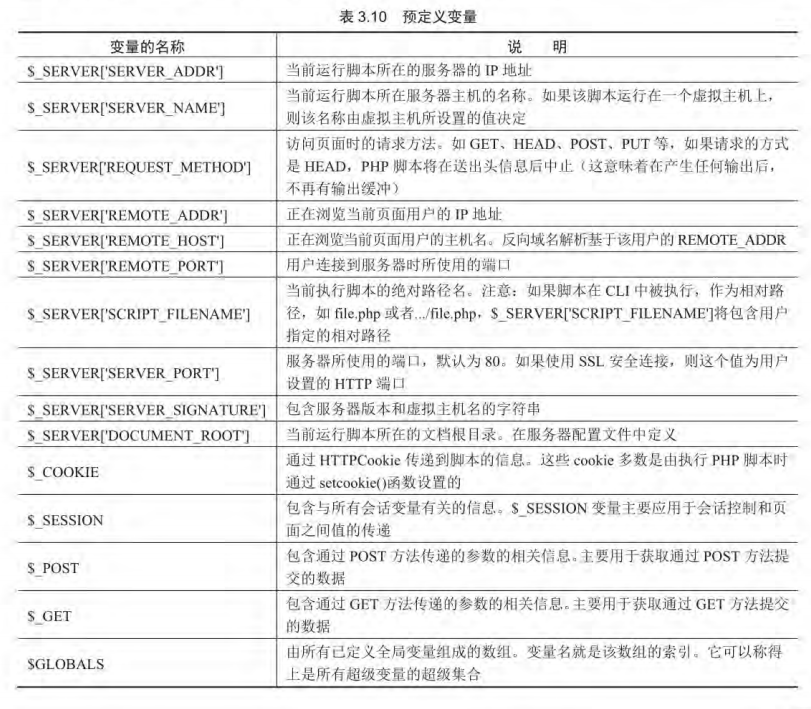 表 3.10 预定义变量
变量的名称 说 明
$_SERVER['SERVER_ADDR'] 当前运行脚本所在的服务器的 IP 地址
$_SERVER['SERVER_NAME'] 当前运行脚本所在服务器主机的名称。如果该脚本运行在一个虚拟主机上，
则该名称由虚拟主机所设置的值决定
$_SERVER['REQUEST_METHOD'] 访问页面时的请求方法。如 GET、HEAD、POST、PUT 等，如果请求的方式
是 HEAD，PHP 脚本将在送出头信息后中止（这意味着在产生任何输出后，
不再有输出缓冲）
$_SERVER['REMOTE_ADDR'] 正在浏览当前页面用户的 IP 地址
$_SERVER['REMOTE_HOST'] 正在浏览当前页面用户的主机名。反向域名解析基于该用户的 REMOTE_ADDR
$_SERVER['REMOTE_PORT'] 用户连接到服务器时所使用的端口
$_SERVER['SCRIPT_FILENAME'] 当前执行脚本的绝对路径名。注意：如果脚本在 CLI 中被执行，作为相对路
径，如 file.php 或者.../file.php，$_SERVER['SCRIPT_FILENAME']将包含用户
指定的相对路径
$_SERVER['SERVER_PORT'] 服务器所使用的端口，默认为 80。如果使用 SSL 安全连接，则这个值为用户
设置的 HTTP 端口
$_SERVER['SERVER_SIGNATURE'] 包含服务器版本和虚拟主机名的字符串
$_SERVER['DOCUMENT_ROOT'] 当前运行脚本所在的文档根目录。在服务器配置文件中定义
$_COOKIE 通过 HTTPCookie 传递到脚本的信息。这些 cookie 多数是由执行 PHP 脚本时
通过 setcookie()函数设置的
$_SESSION 包含与所有会话变量有关的信息。$_SESSION 变量主要应用于会话控制和页
面之间值的传递
$_POST 包含通过 POST 方法传递的参数的相关信息。主要用于获取通过 POST 方法提
交的数据
$_GET 包含通过 GET 方法传递的参数的相关信息。主要用于获取通过 GET 方法提交
的数据
$GLOBALS 由所有已定义全局变量组成的数组。变量名就是该数组的索引。它可以称得
上是所有超级变量的超级集合